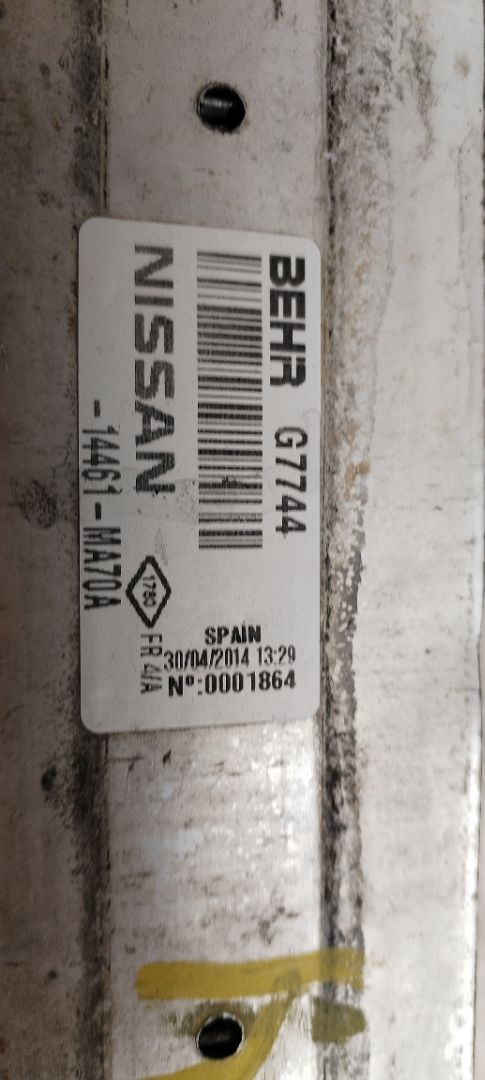 BEHR G7744
NISSAN
-14461-MA70A
1780
FR 4/A
SPAIN
30/04/2014 13:29
Nº:0001864